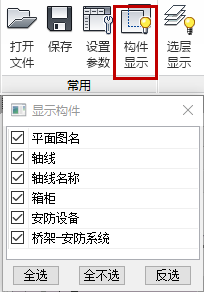 打开 保存 设置 构件 选层
文件 参数 显示 显示
常用
显示构件
平面图名
轴线
轴线名称
箱柜
安防设备
桥架-安防系统
全选 全不选 反选